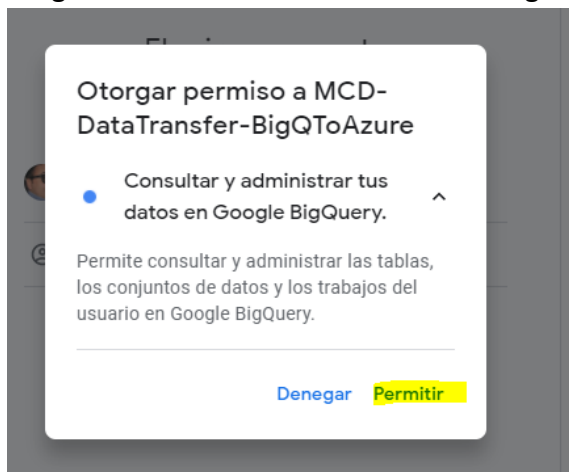 Otorgar permiso a MCD-
DataTransfer-BigQToAzure
Consultar y administrar tus
datos en Google BigQuery.
Permite consultar y administrar las tablas,
los conjuntos de datos y los trabajos del
usuario en Google BigQuery.
Denegar Permitir